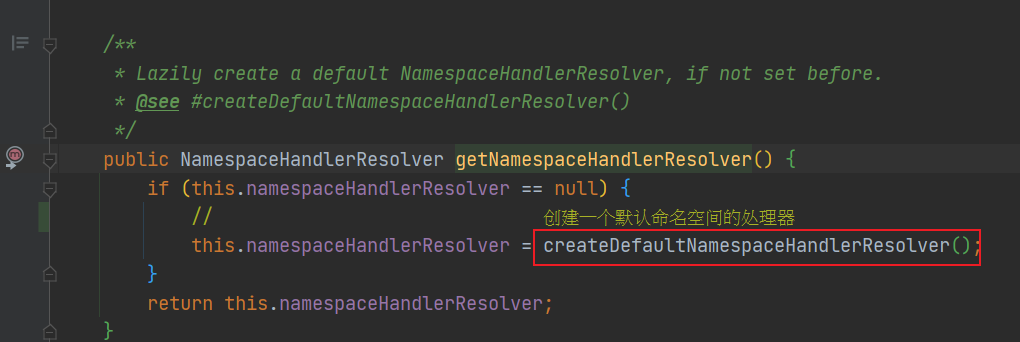 /**
* Lazily create a default NamespaceHandlerResolver, if not set before.
* @see #createDefaultNamespaceHandlerResolver()
*/
public NamespaceHandlerResolver getNamespaceHandlerResolver() {
if (this.namespaceHandlerResolver == null) {
// 创建一个默认命名空间的处理器
this.namespaceHandlerResolver = createDefaultNamespaceHandlerResolver();
}
return this.namespaceHandlerResolver;
}